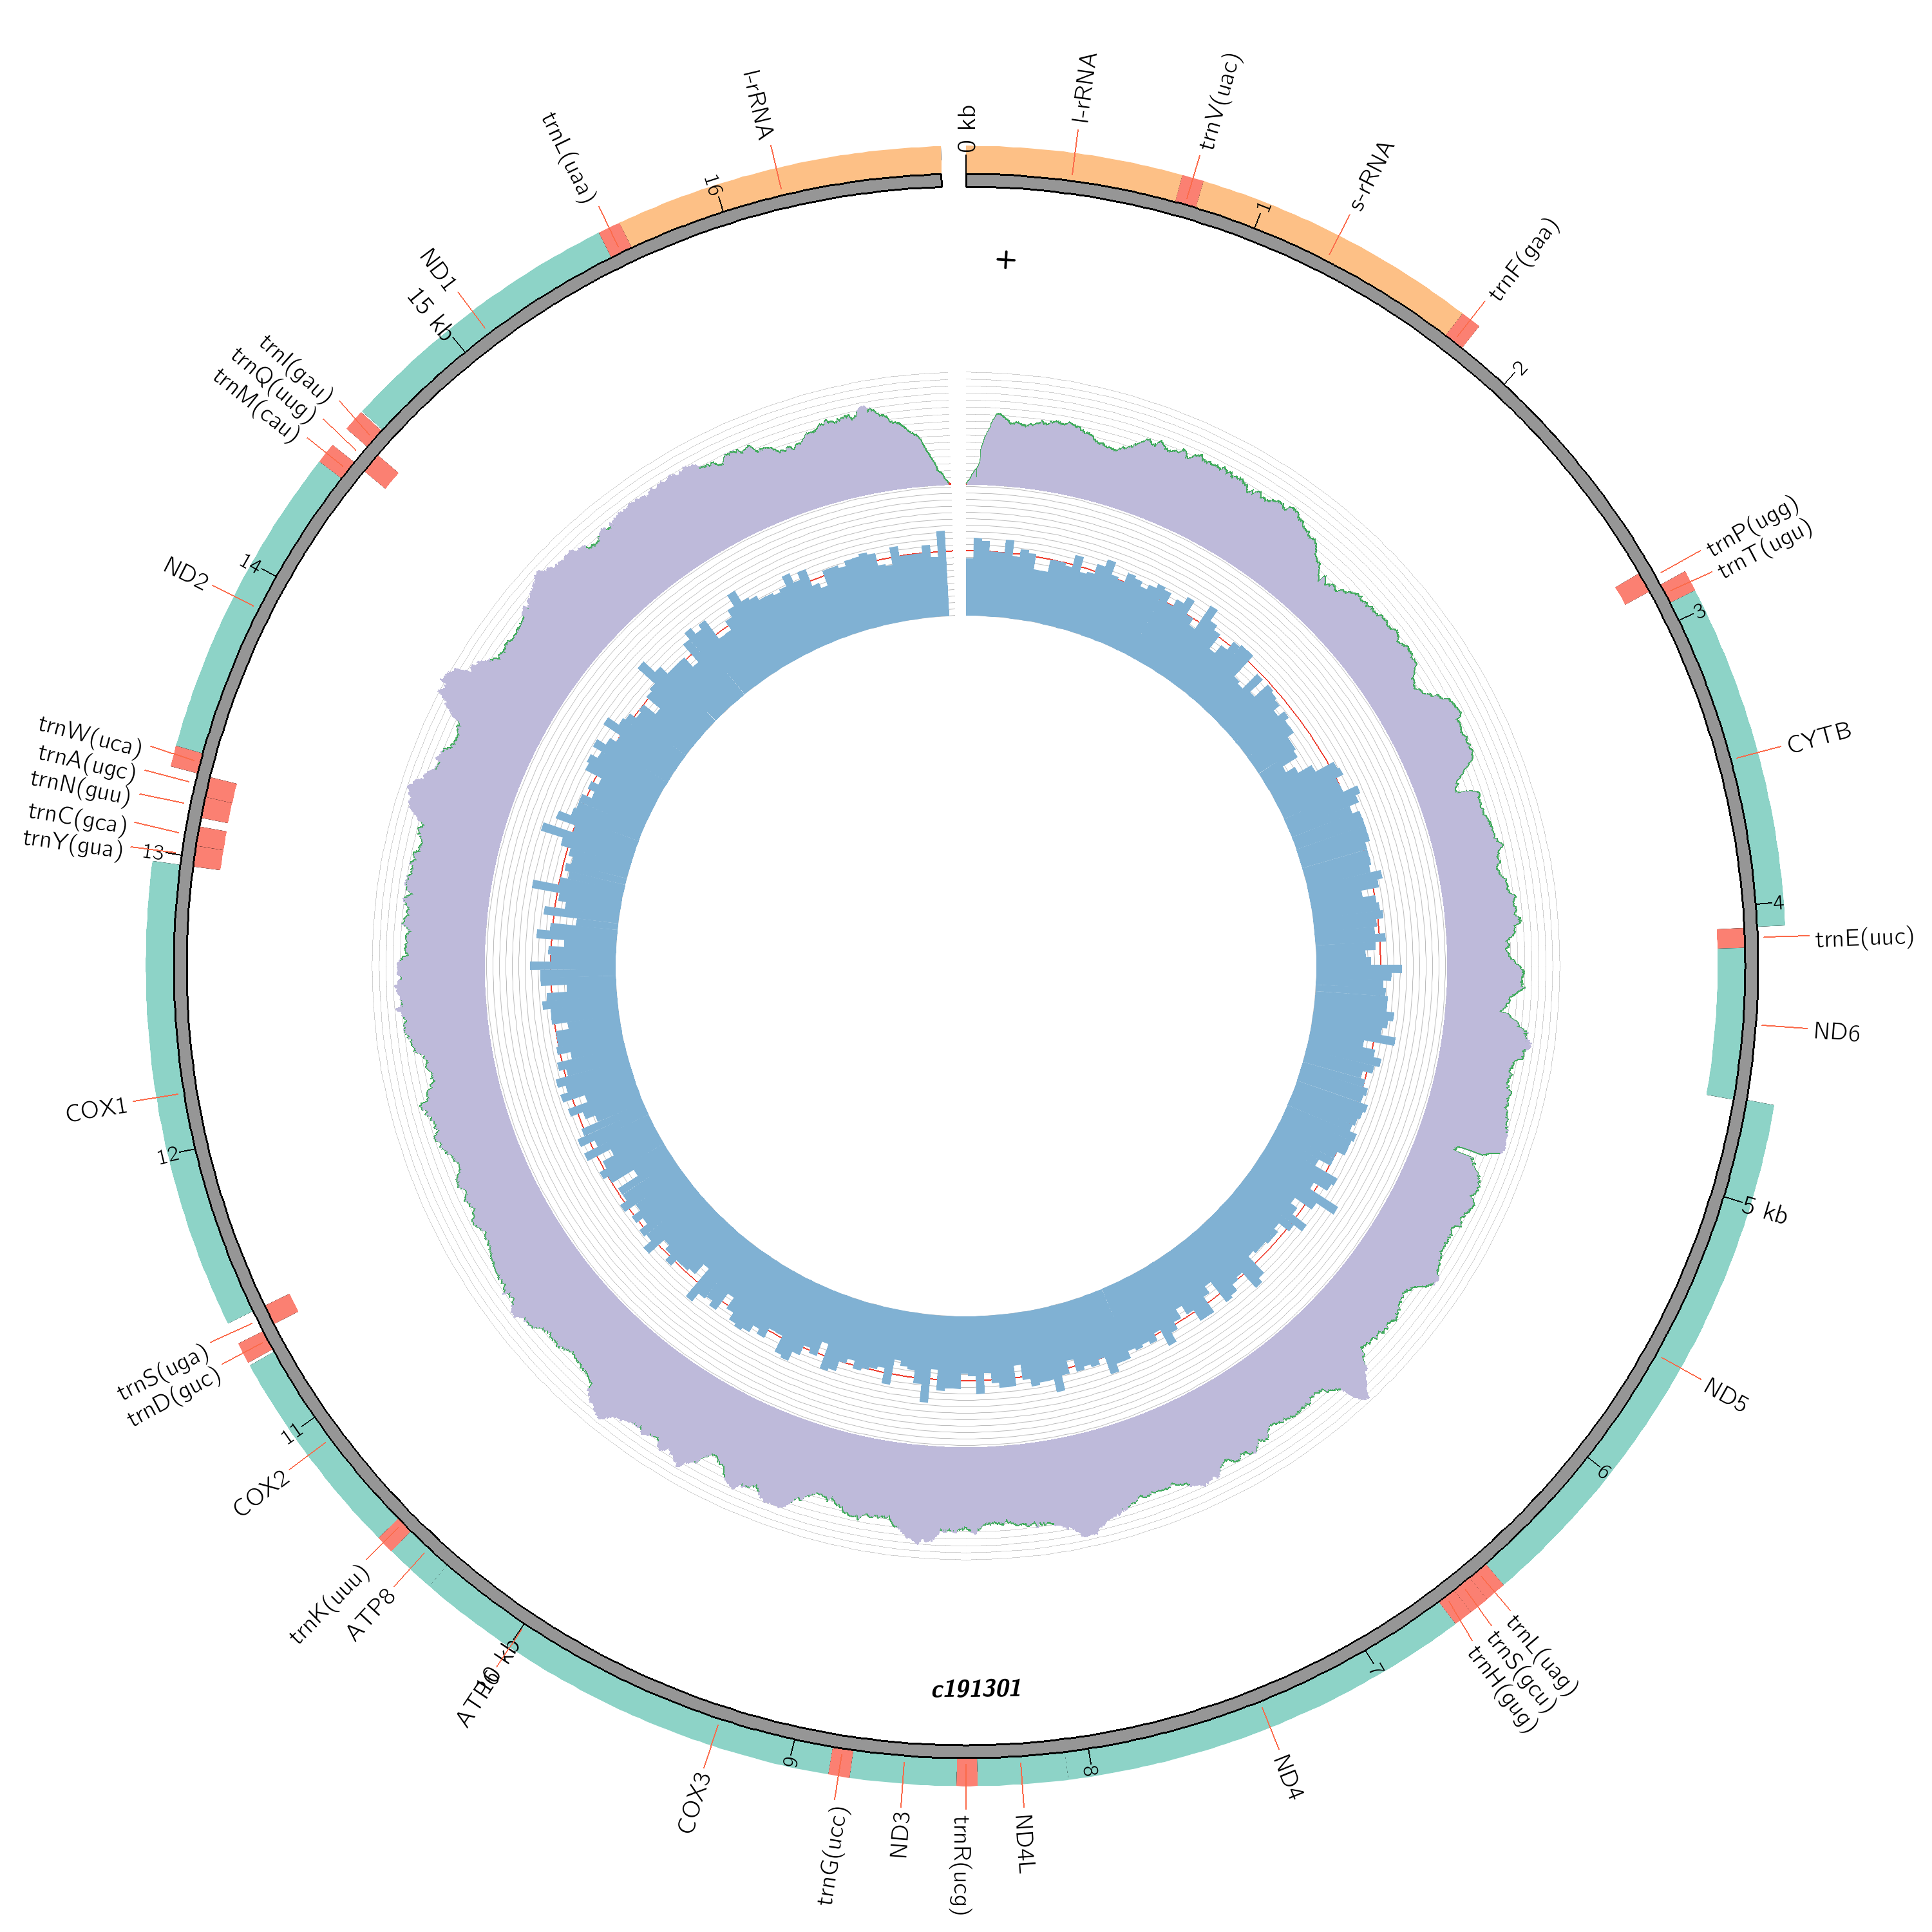 0 kb
l-rRNA
trnV(uac)
1
s-rRNA
trnF(gaa)
2
trnP(ugg)
trnT(ugu)
3
CYTB
4
trnE(uuc)
ND6
5 kb
ND5
6
trnL(uag)
trnS(gcu)
trnH(gug)
7
ND4
8
ND4L
trnR(ucg)
ND3
trnG(ucc)
9
COX3
10 kb
ATP6
ATP8
trnK(uuu)
COX2
11
trnD(guc)
trnS(uga)
12
COX1
13
trnY(gua)
trnC(gca)
trnN(guu)
trnA(ugc)
trnW(uca)
ND2
14
trnM(cau)
trnQ(uug)
trnI(gau)
15 kb
ND1
trnL(uaa)
16
l-rRNA
+
c191301